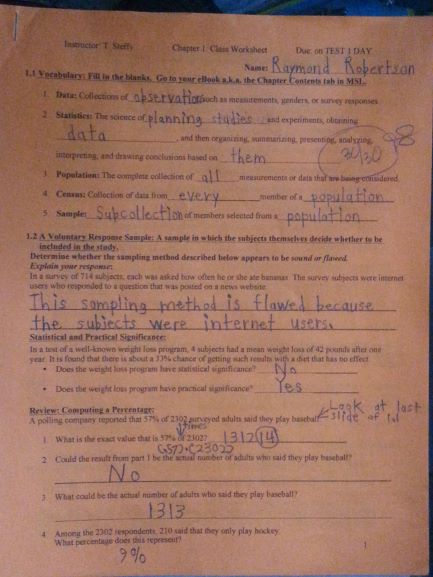 Instructor: T. Steffy Chapter 1: Class Worksheet Due: on TEST 1 DAY
Name: Raymond Robertson
1.1 Vocabulary: Fill in the blanks. Go to your eBook a.k.a. the Chapter Contents tab in MSL.
1. Data: Collections of observations such as measurements, genders, or survey responses
2. Statistics: The science of planning studies and experiments, obtaining
data, and then organizing, summarizing, presenting, analyzing,
interpreting, and drawing conclusions based on them
30/30
3. Population: The complete collection of all measurements or data that are being considered
4. Census: Collection of data from every member of a population
5. Sample: Subcollection of members selected from a population
1.2 A Voluntary Response Sample: A sample in which the subjects themselves decide whether to be
included in the study.
Determine whether the sampling method described below appears to be sound or flawed.
Explain your response:
In a survey of 714 subjects, each was asked how often he or she ate bananas. The survey subjects were internet
users who responded to a question that was posted on a news website.
This sampling method is flawed because
the subjects were internet users.
Statistical and Practical Significance:
In a test of a well-known weight loss program, 4 subjects had a mean weight loss of 42 pounds after one
year. It is found that there is about a 33% chance of getting such results with a diet that has no effect.
• Does the weight loss program have statistical significance? No
• Does the weight loss program have practical significance? Yes
Review: Computing a Percentage:
Look at last
A polling company reported that 57% of 2302 surveyed adults said they play baseball.
slide of 1.1
times
1. What is the exact value that is 57% of 2302? 1312.14
(.57)·(2302)
2. Could the result from part 1 be the actual number of adults who said they play baseball?
No
3. What could be the actual number of adults who said they play baseball?
1313
4. Among the 2302 respondents, 210 said that they only play hockey.
What percentage does this represent?
9%
1